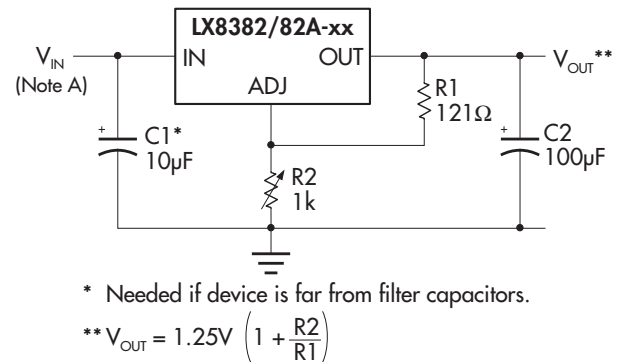 LX8382/82A-xx
V_IN
IN
OUT
V_OUT**
(Note A)
ADJ
R1
121Ω
C1*
10µF
+
C2
100µF
+
R2
1k
* Needed if device is far from filter capacitors.
** V_OUT = 1.25V (1 + R2/R1)